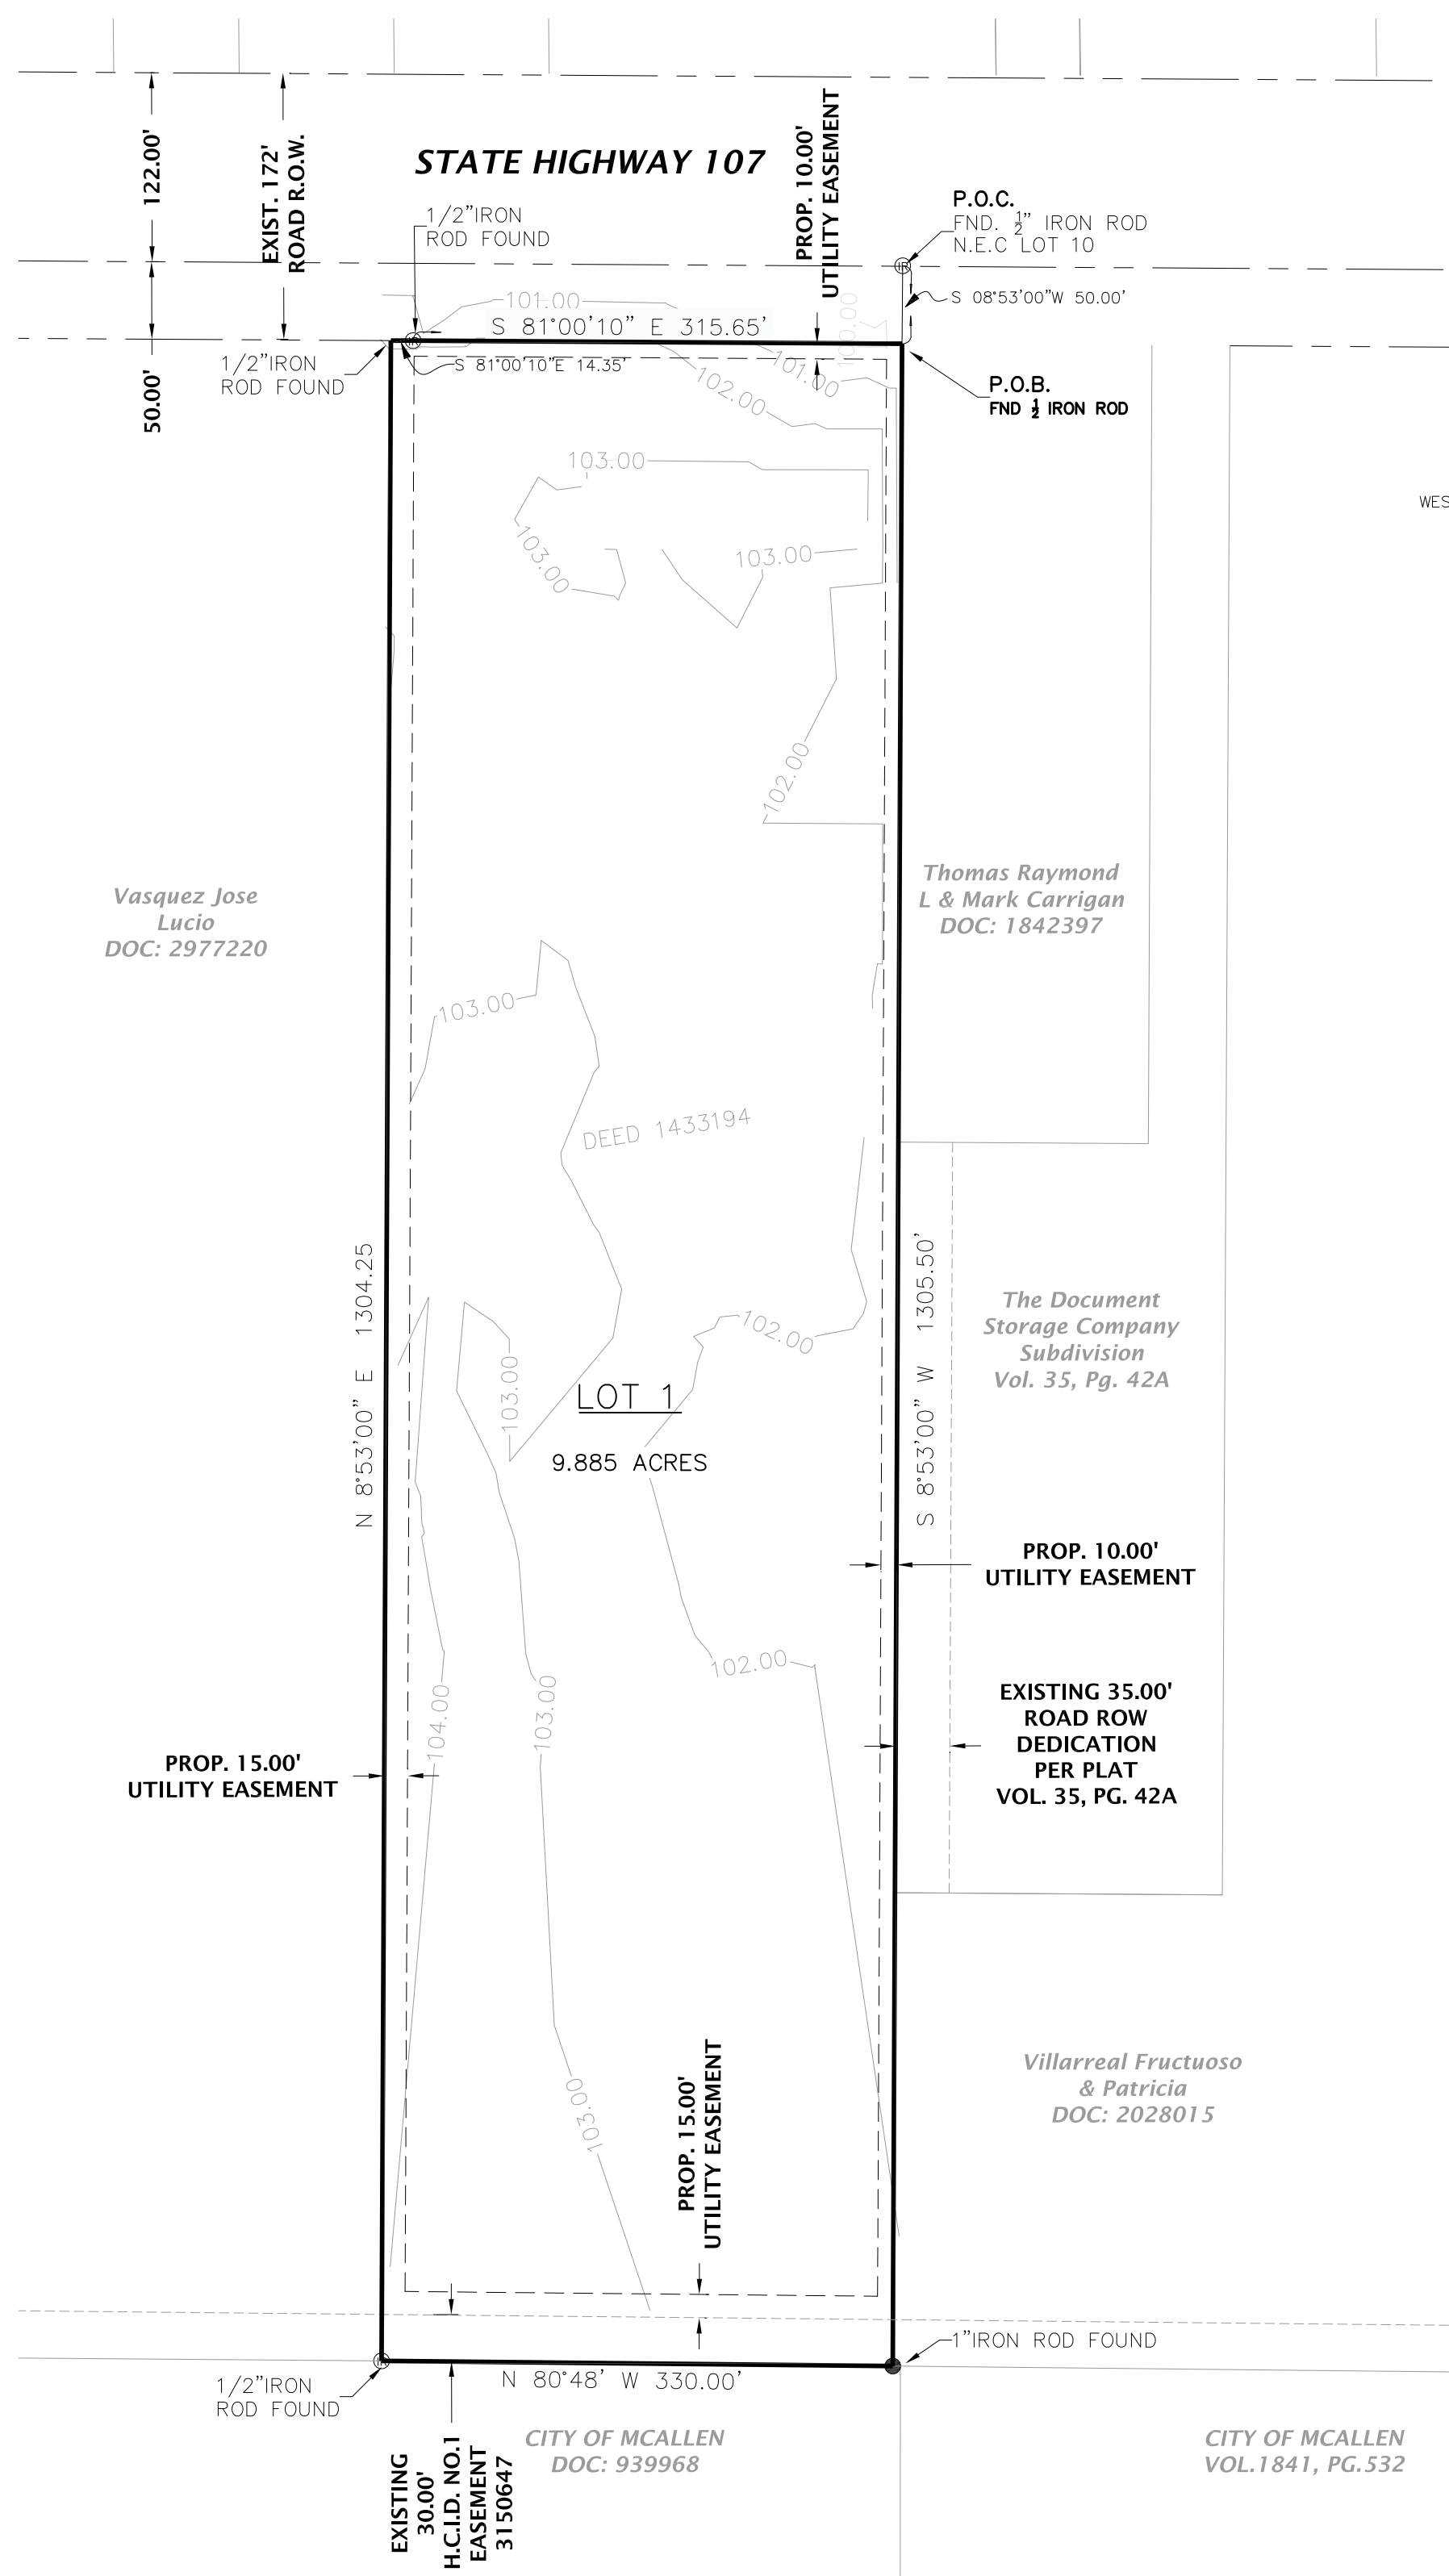 122.00'
EXIST. 172'
ROAD R.O.W.
STATE HIGHWAY 107
PROP. 10.00'
UTILITY EASEMENT
1/2"IRON
ROD FOUND
P.O.C.
FND. ½" IRON ROD
N.E.C LOT 10
IR
S 08°53'00"W 50.00'
101.00
S 81°00'10" E 315.65'
100.00
IR
1/2"IRON
ROD FOUND
S 81°00'10"E 14.35'
50.00'
101.00
102.00
P.O.B.
FND ½ IRON ROD
103.00
WES
103.00
103.00
102.00
Vasquez Jose
Lucio
DOC: 2977220
Thomas Raymond
L & Mark Carrigan
DOC: 1842397
103.00
DEED 1433194
N 8°53'00" E 1304.25
S 8°53'00" W 1305.50'
The Document
Storage Company
Subdivision
Vol. 35, Pg. 42A
102.00
103.00
LOT 1
9.885 ACRES
PROP. 10.00'
UTILITY EASEMENT
102.00
104.00
103.00
EXISTING 35.00'
ROAD ROW
DEDICATION
PER PLAT
VOL. 35, PG. 42A
PROP. 15.00'
UTILITY EASEMENT
103.00
PROP. 15.00'
UTILITY EASEMENT
Villarreal Fructuoso
& Patricia
DOC: 2028015
1"IRON ROD FOUND
IR
1/2"IRON
ROD FOUND
N 80°48' W 330.00'
EXISTING
30.00'
H.C.I.D. NO.1
EASEMENT
3150647
CITY OF MCALLEN
DOC: 939968
CITY OF MCALLEN
VOL.1841, PG.532